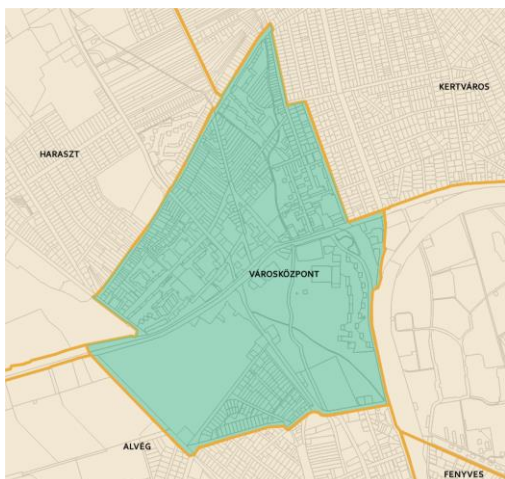 KERTVÁROS
HARASZT
VÁROSKÖZPONT
ALVÉG
FENYVES